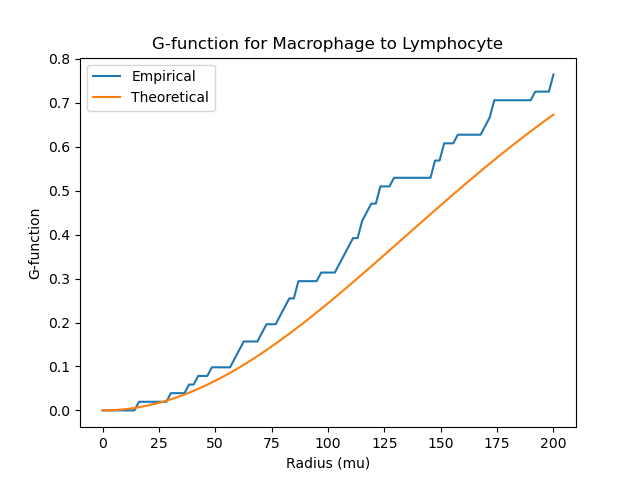 G-function for Macrophage to Lymphocyte
Empirical
Theoretical
0.8
0.7
0.6
0.5
0.4
0.3
0.2
0.1
0.0
G-function
0 25 50 75 100 125 150 175 200
Radius (mu)